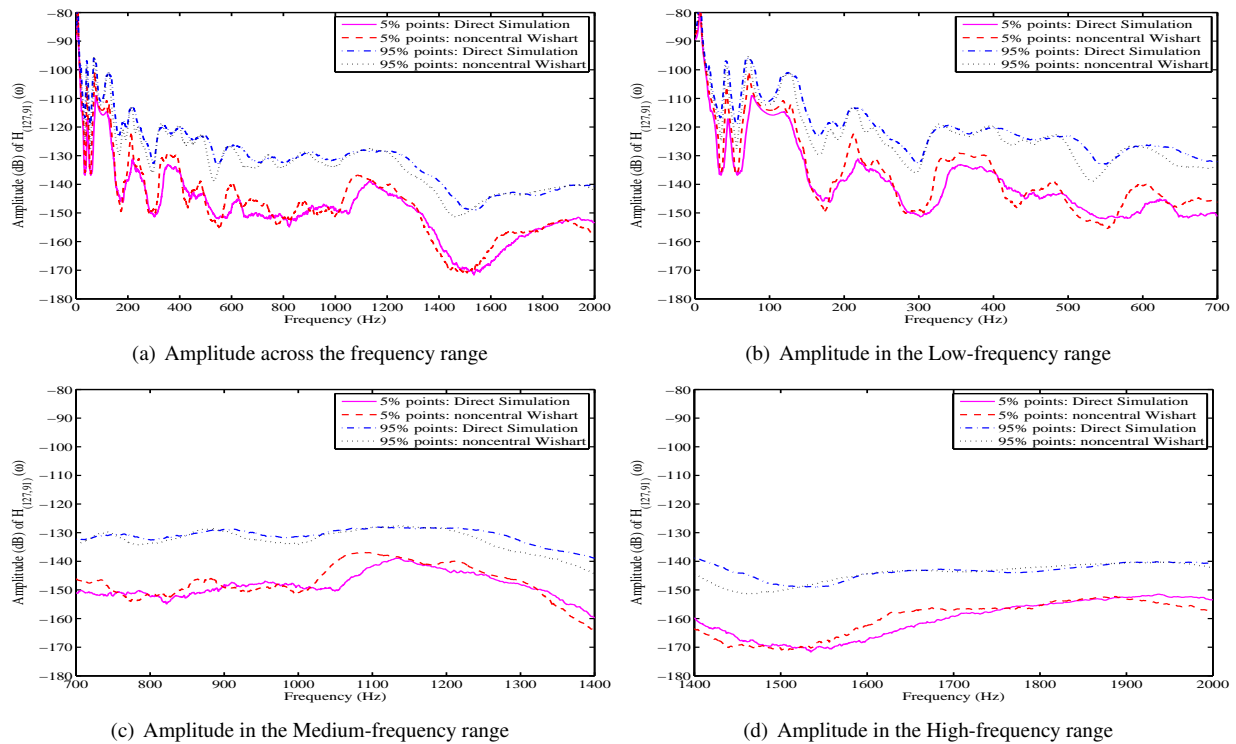 −80
−90
−100
−110
−120
−130
−140
−150
−160
−170
−180
Amplitude (dB) of H(127,91)(ω)
5% points: Direct Simulation
5% points: noncentral Wishart
95% points: Direct Simulation
95% points: noncentral Wishart
0 200 400 600 800 1000 1200 1400 1600 1800 2000
Frequency (Hz)
(a) Amplitude across the frequency range
−80
−90
−100
−110
−120
−130
−140
−150
−160
−170
−180
Amplitude (dB) of H(127,91)(ω)
5% points: Direct Simulation
5% points: noncentral Wishart
95% points: Direct Simulation
95% points: noncentral Wishart
0 100 200 300 400 500 600 700
Frequency (Hz)
(b) Amplitude in the Low-frequency range
−80
−90
−100
−110
−120
−130
−140
−150
−160
−170
−180
Amplitude (dB) of H(127,91)(ω)
5% points: Direct Simulation
5% points: noncentral Wishart
95% points: Direct Simulation
95% points: noncentral Wishart
700 800 900 1000 1100 1200 1300 1400
Frequency (Hz)
(c) Amplitude in the Medium-frequency range
−80
−90
−100
−110
−120
−130
−140
−150
−160
−170
−180
Amplitude (dB) of H(127,91)(ω)
5% points: Direct Simulation
5% points: noncentral Wishart
95% points: Direct Simulation
95% points: noncentral Wishart
1400 1500 1600 1700 1800 1900 2000
Frequency (Hz)
(d) Amplitude in the High-frequency range